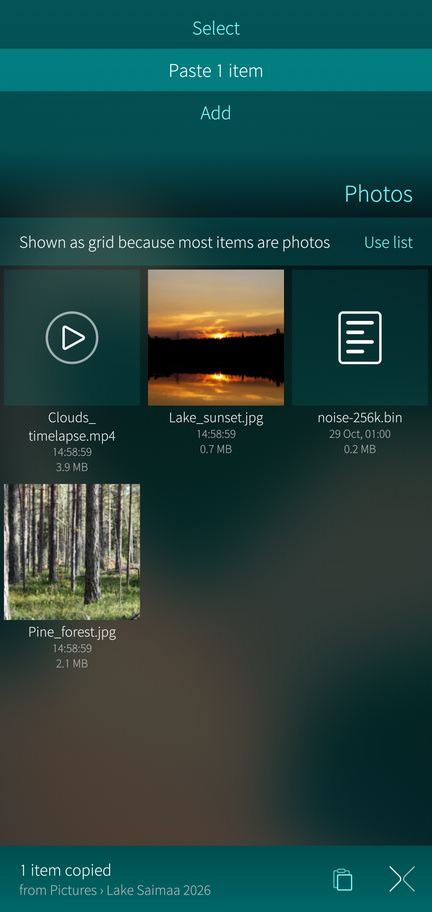 Select
Paste 1 item
Add
Photos
Shown as grid because most items are photos
Use list
Clouds_
timelapse.mp4
14:58:59
3.9 MB
Lake_sunset.jpg
14:58:59
0.7 MB
noise-256k.bin
29 Oct, 01:00
0.2 MB
Pine_forest.jpg
14:58:59
2.1 MB
1 item copied
from Pictures › Lake Saimaa 2026